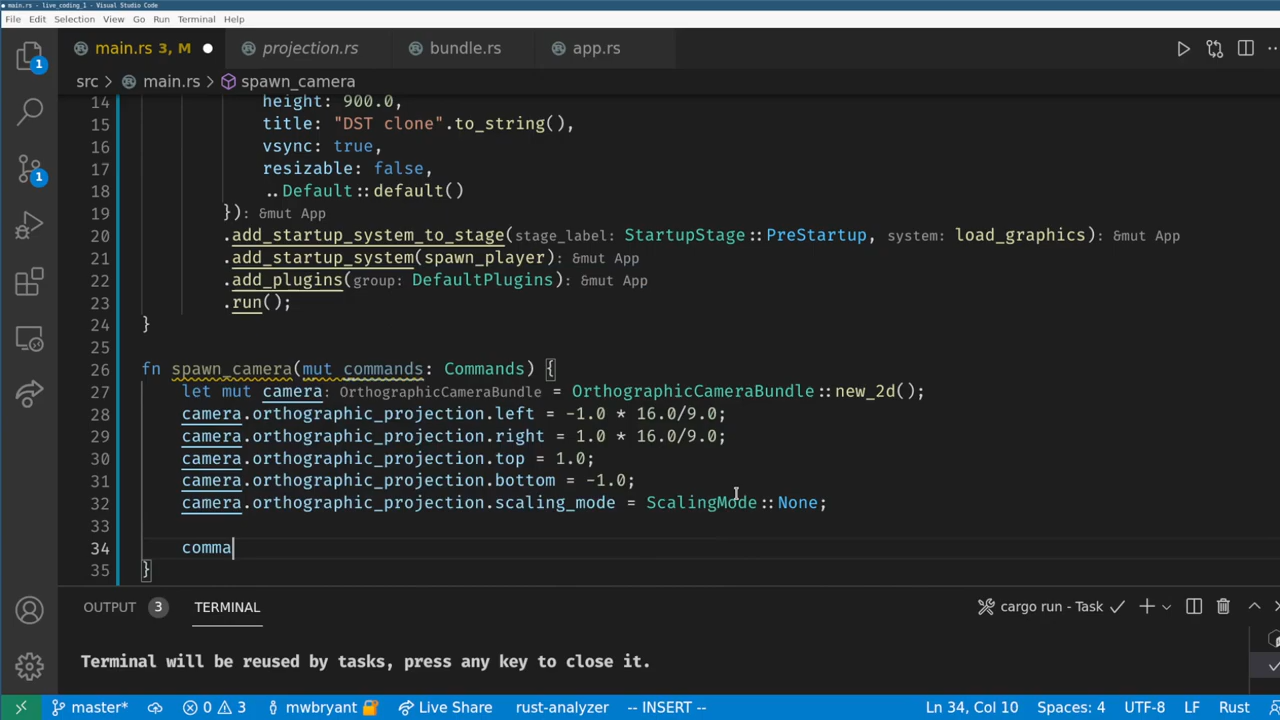 main.rs - live_coding_1 - Visual Studio Code
File Edit Selection View Go Run Terminal Help
main.rs 3, M projection.rs bundle.rs app.rs
src > main.rs > spawn_camera
14 height: 900.0,
15 title: "DST clone".to_string(),
16 vsync: true,
17 resizable: false,
18 ..Default::default()
19 }): &mut App
20 .add_startup_system_to_stage(stage_label: StartupStage::PreStartup, system: load_graphics): &mut App
21 .add_startup_system(spawn_player): &mut App
22 .add_plugins(group: DefaultPlugins): &mut App
23 .run();
24 }
25
26 fn spawn_camera(mut commands: Commands) {
27 let mut camera: OrthographicCameraBundle = OrthographicCameraBundle::new_2d();
28 camera.orthographic_projection.left = -1.0 * 16.0/9.0;
29 camera.orthographic_projection.right = 1.0 * 16.0/9.0;
30 camera.orthographic_projection.top = 1.0;
31 camera.orthographic_projection.bottom = -1.0;
32 camera.orthographic_projection.scaling_mode = ScalingMode::None;
33
34 comma
35 }
1
1
OUTPUT 3 TERMINAL cargo run - Task
Terminal will be reused by tasks, press any key to close it.
master* 0 3 mwbryant Live Share rust-analyzer -- INSERT -- Ln 34, Col 10 Spaces: 4 UTF-8 LF Rust